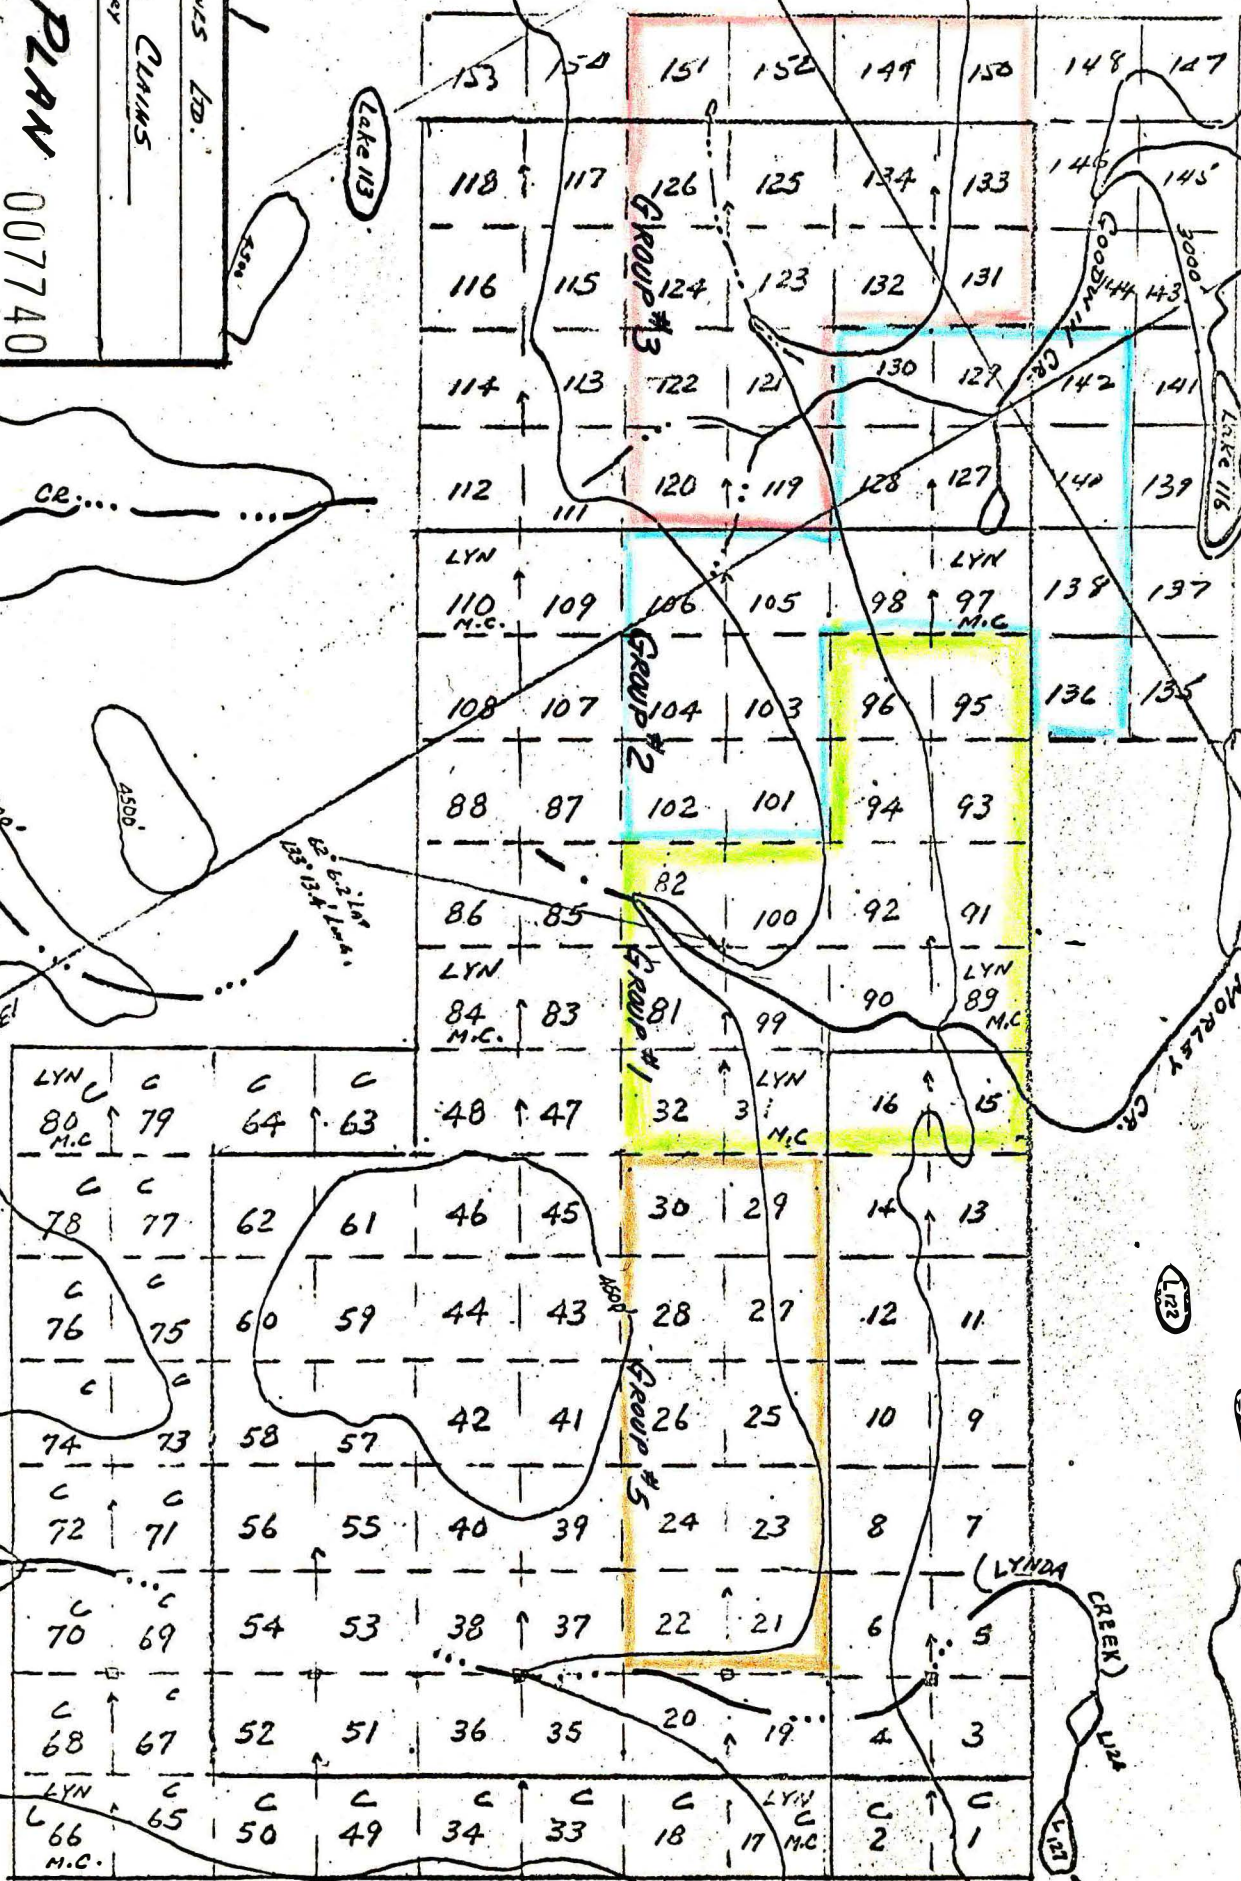 153 154 151 152 149 150 148 147
118 117 126 125 134 133 146 145
116 115 124 123 132 131 144 143
114 113 122 121 130 129 142 141
112 111 120 119 128 127 140 139
LYN LYN
110 109 106 105 98 97 138 137
M.C. M.C
108 107 104 103 96 95 136 135
88 87 102 101 94 93
86 85 82 100 92 91
LYN LYN
84 83 81 99 90 89
M.C. M.C
LYN C C C C LYN
80 79 64 63 48 47 32 31 16 15
M.C M.C
C C
78 77 62 61 46 45 30 29 14 13
C C
76 75 60 59 44 43 28 27 12 11
C C
74 73 58 57 42 41 26 25 10 9
C C
72 71 56 55 40 39 24 23 8 7
C C
70 69 54 53 38 37 22 21 6 5
C C
68 67 52 51 36 35 20 19 4 3
LYN C C C C C C LYN C C C
66 65 50 49 34 33 18 17 2 1
M.C. M.C
GROUP #3
GROUP #2
GROUP #1
GROUP #5
GOODWILL CR.
3000'
Lake 116
Lake 113
4500'
CR.
4500'
62° 6.2' LAT
4500'
MORLEY CR.
L122
(LYNDA CREEK)
L127
LTD.
CLAIMS
PLAN
007740